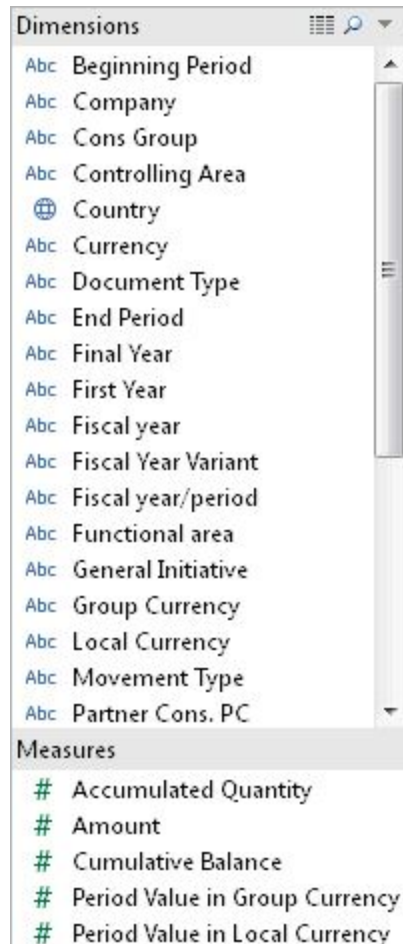 Dimensions
Abc Beginning Period
Abc Company
Abc Cons Group
Abc Controlling Area
Country
Abc Currency
Abc Document Type
Abc End Period
Abc Final Year
Abc First Year
Abc Fiscal year
Abc Fiscal Year Variant
Abc Fiscal year/period
Abc Functional area
Abc General Initiative
Abc Group Currency
Abc Local Currency
Abc Movement Type
Abc Partner Cons. PC
Measures
# Accumulated Quantity
# Amount
# Cumulative Balance
# Period Value in Group Currency
# Period Value in Local Currency